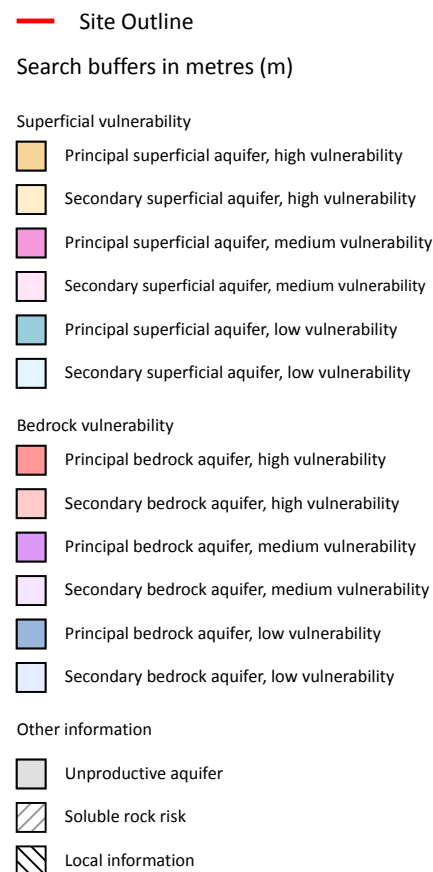 Site Outline
Search buffers in metres (m)
Superficial vulnerability
Principal superficial aquifer, high vulnerability
Secondary superficial aquifer, high vulnerability
Principal superficial aquifer, medium vulnerability
Secondary superficial aquifer, medium vulnerability
Principal superficial aquifer, low vulnerability
Secondary superficial aquifer, low vulnerability
Bedrock vulnerability
Principal bedrock aquifer, high vulnerability
Secondary bedrock aquifer, high vulnerability
Principal bedrock aquifer, medium vulnerability
Secondary bedrock aquifer, medium vulnerability
Principal bedrock aquifer, low vulnerability
Secondary bedrock aquifer, low vulnerability
Other information
Unproductive aquifer
Soluble rock risk
Local information